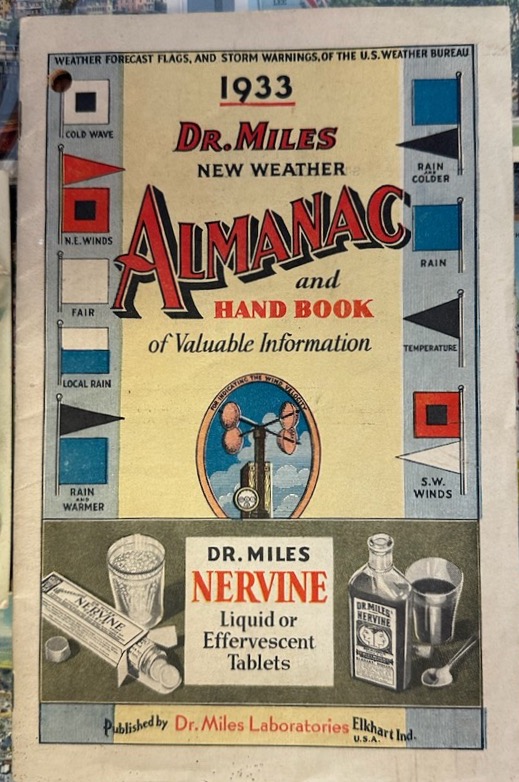 WEATHER FORECAST FLAGS, AND STORM WARNINGS, OF THE U.S. WEATHER BUREAU
1933
DR. MILES
NEW WEATHER
ALMANAC
and
HAND BOOK
of Valuable Information
COLD WAVE
N.E. WINDS
FAIR
LOCAL RAIN
RAIN
AND
WARMER
RAIN
AND
COLDER
RAIN
TEMPERATURE
S.W.
WINDS
FOR INDICATING THE WIND VELOCITY
DR. MILES
NERVINE
Liquid or
Effervescent
Tablets
NERVINE
DR. MILES'
NERVINE
Published by Dr. Miles Laboratories Elkhart Ind.
U.S.A.